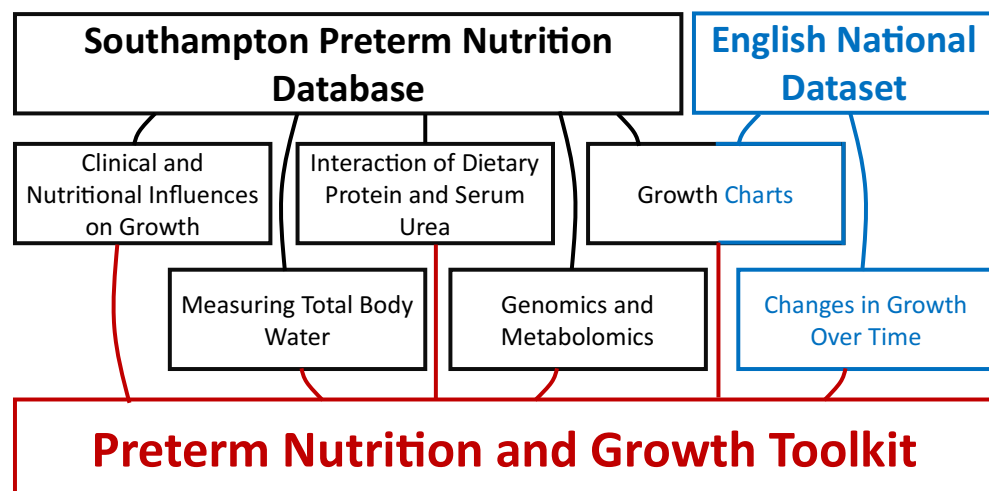 Southampton Preterm Nutrition
Database
English National
Dataset
Clinical and
Nutritional Influences
on Growth
Interaction of Dietary
Protein and Serum
Urea
Growth Charts
Measuring Total Body
Water
Genomics and
Metabolomics
Changes in Growth
Over Time
Preterm Nutrition and Growth Toolkit